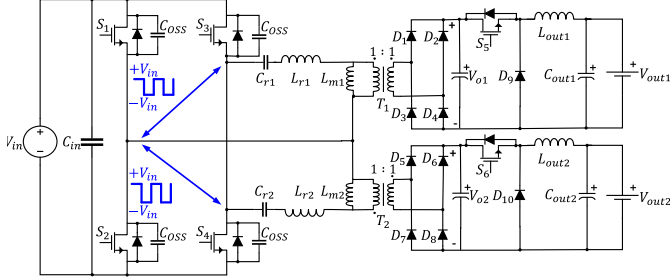 S1 COSS S3 COSS
+Vin
−Vin
Cr1 Lr1 Lm1 1 : 1 T1
D1 D2 + Vo1 -
D3 D4
S5 D9 Lout1 Cout1 + Vout1
Vin + − Cin
+Vin
−Vin
Cr2 Lr2 Lm2 1 : 1 T2
D5 D6 + Vo2 -
D7 D8
S6 D10 Lout2 Cout2 + Vout2
S2 COSS S4 COSS